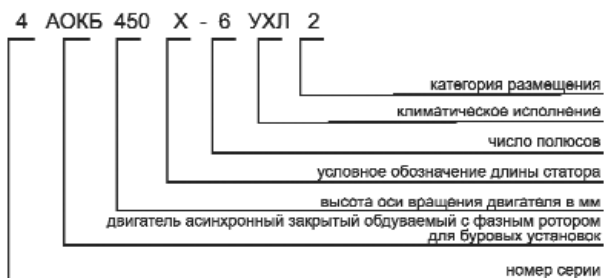 4 АОКБ 450 Х - 6 УХЛ 2
категория размещения
климатическое исполнение
число полюсов
условное обозначение длины статора
высота оси вращения двигателя в мм
двигатель асинхронный закрытый обдуваемый с фазным ротором
для буровых установок
номер серии